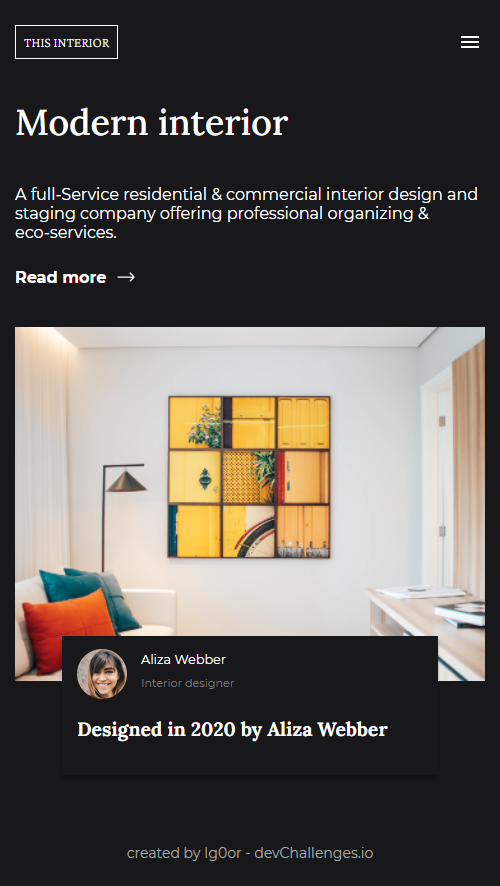 THIS INTERIOR
Modern interior
A full-Service residential & commercial interior design and
staging company offering professional organizing &
eco-services.
Read more
Aliza Webber
Interior designer
Designed in 2020 by Aliza Webber
created by lg0or - devChallenges.io